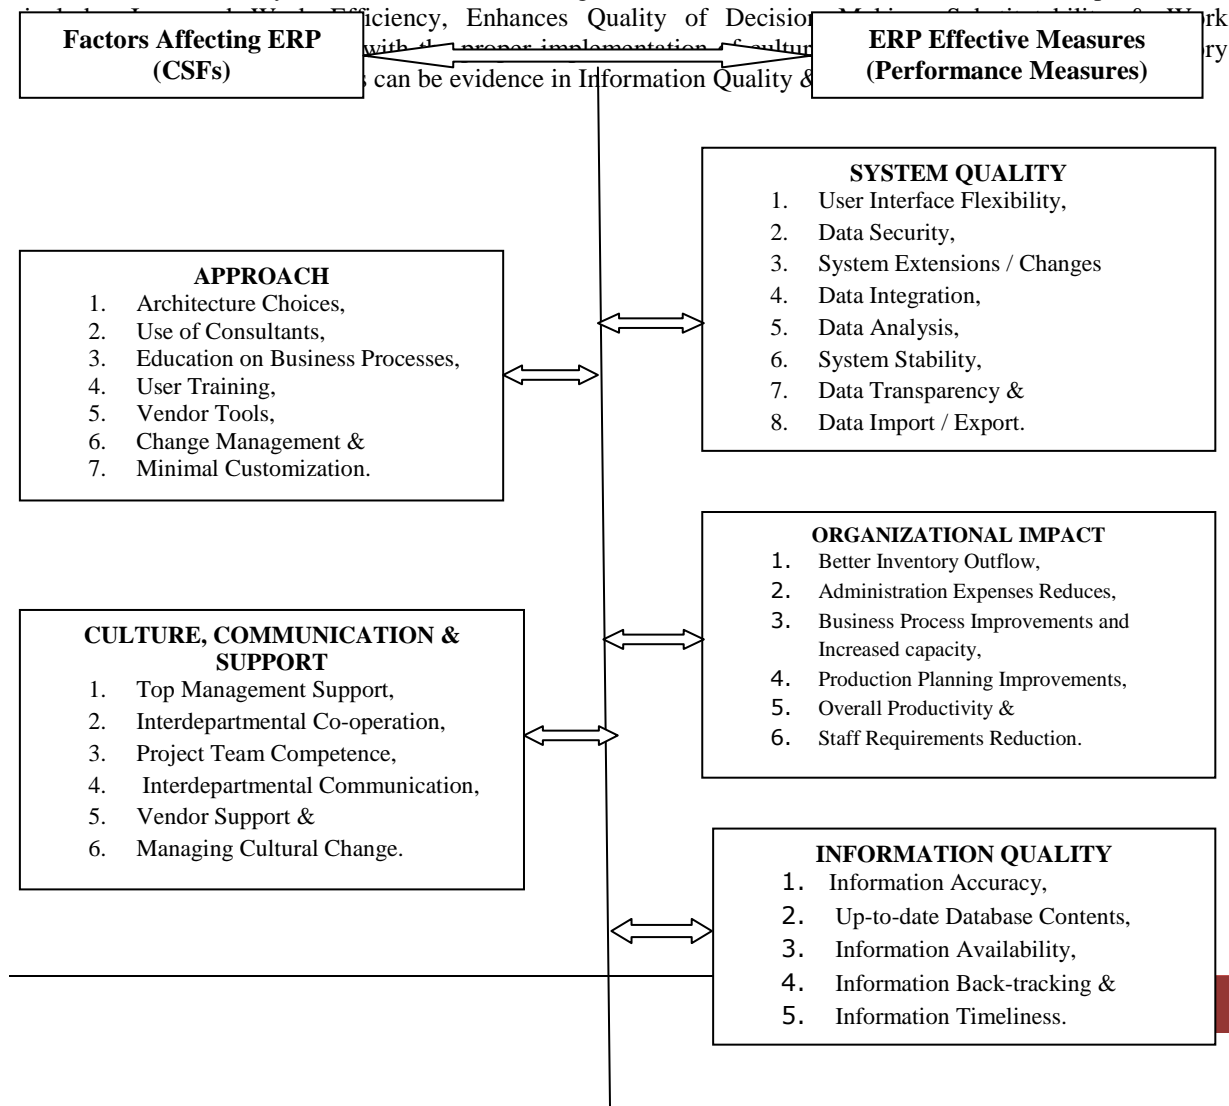 Efficiency, Enhances Quality of Decision
Work
Factors Affecting ERP
(CSFs)
with the proper implementation of
ERP Effective Measures
(Performance Measures)
can be evidence in Information Quality &
SYSTEM QUALITY
1. User Interface Flexibility,
2. Data Security,
3. System Extensions / Changes
4. Data Integration,
5. Data Analysis,
6. System Stability,
7. Data Transparency &
8. Data Import / Export.
APPROACH
1. Architecture Choices,
2. Use of Consultants,
3. Education on Business Processes,
4. User Training,
5. Vendor Tools,
6. Change Management &
7. Minimal Customization.
ORGANIZATIONAL IMPACT
1. Better Inventory Outflow,
2. Administration Expenses Reduces,
3. Business Process Improvements and
Increased capacity,
4. Production Planning Improvements,
5. Overall Productivity &
6. Staff Requirements Reduction.
CULTURE, COMMUNICATION &
SUPPORT
1. Top Management Support,
2. Interdepartmental Co-operation,
3. Project Team Competence,
4. Interdepartmental Communication,
5. Vendor Support &
6. Managing Cultural Change.
INFORMATION QUALITY
1. Information Accuracy,
2. Up-to-date Database Contents,
3. Information Availability,
4. Information Back-tracking &
5. Information Timeliness.